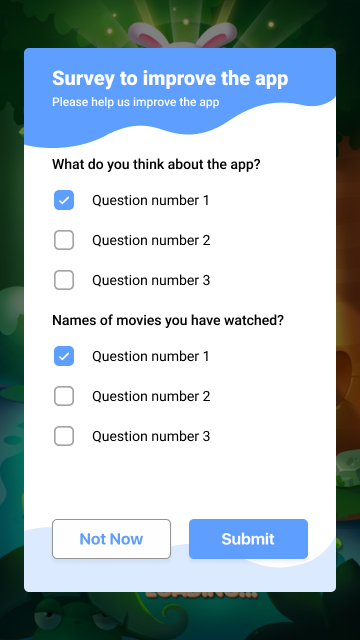 Survey to improve the app
Please help us improve the app
What do you think about the app?
Question number 1
Question number 2
Question number 3
Names of movies you have watched?
Question number 1
Question number 2
Question number 3
Not Now
Submit
LOADING...